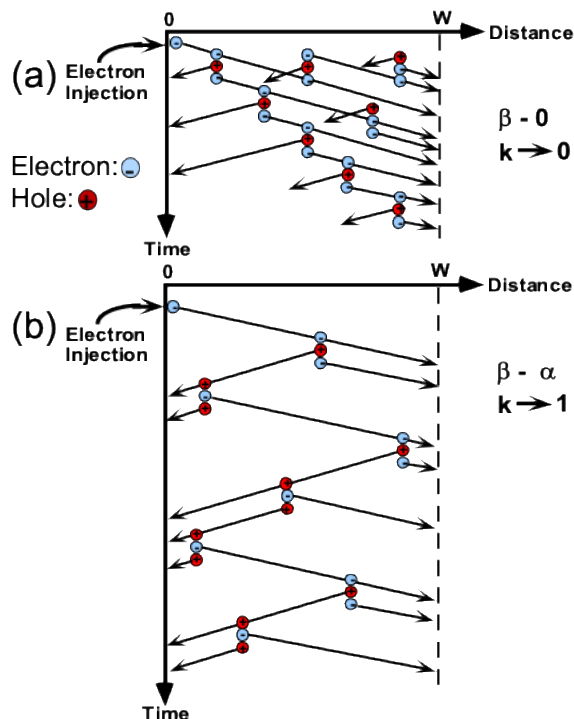 0
W
Distance
(a)
Electron
Injection
β - 0
k → 0
Electron: -
Hole: +
Time
0
W
Distance
(b)
Electron
Injection
β - α
k → 1
Time